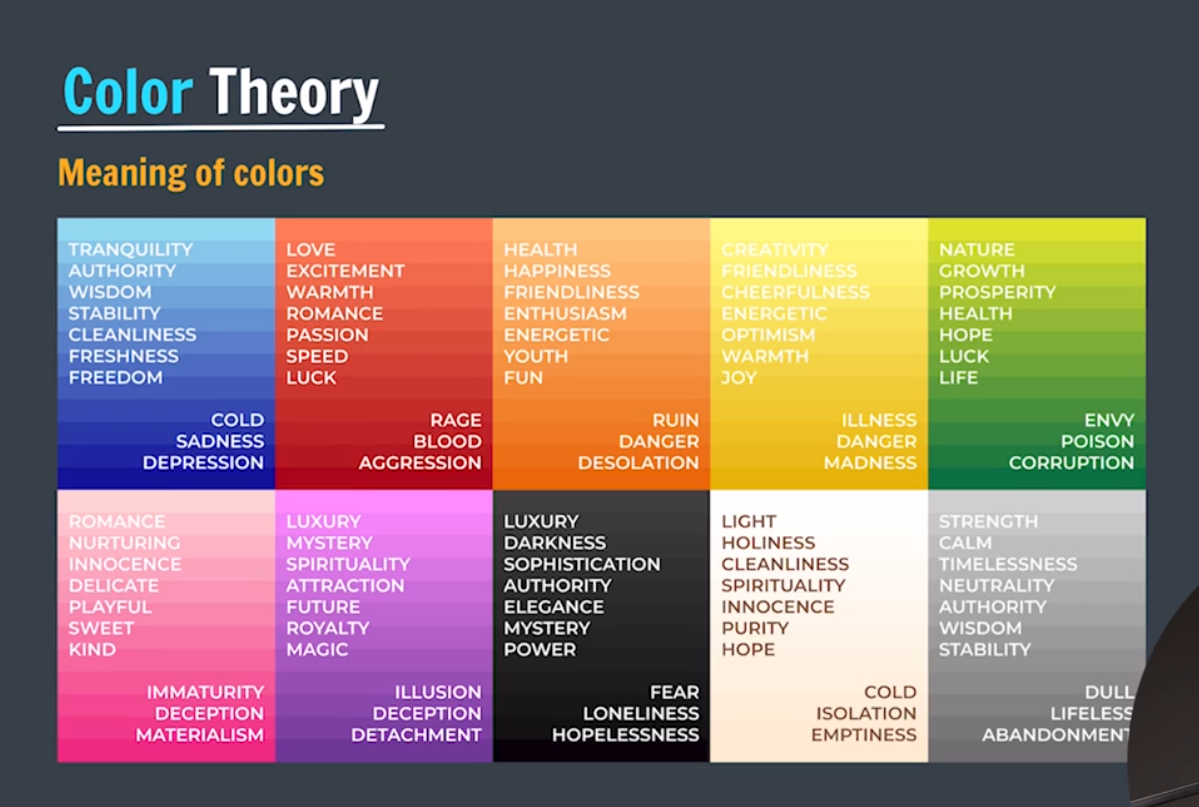 Color Theory
Meaning of colors
TRANQUILITY
AUTHORITY
WISDOM
STABILITY
CLEANLINESS
FRESHNESS
FREEDOM
COLD
SADNESS
DEPRESSION
LOVE
EXCITEMENT
WARMTH
ROMANCE
PASSION
SPEED
LUCK
RAGE
BLOOD
AGGRESSION
HEALTH
HAPPINESS
FRIENDLINESS
ENTHUSIASM
ENERGETIC
YOUTH
FUN
RUIN
DANGER
DESOLATION
CREATIVITY
FRIENDLINESS
CHEERFULNESS
ENERGETIC
OPTIMISM
WARMTH
JOY
ILLNESS
DANGER
MADNESS
NATURE
GROWTH
PROSPERITY
HEALTH
HOPE
LUCK
LIFE
ENVY
POISON
CORRUPTION
ROMANCE
NURTURING
INNOCENCE
DELICATE
PLAYFUL
SWEET
KIND
IMMATURITY
DECEPTION
MATERIALISM
LUXURY
MYSTERY
SPIRITUALITY
ATTRACTION
FUTURE
ROYALTY
MAGIC
ILLUSION
DECEPTION
DETACHMENT
LUXURY
DARKNESS
SOPHISTICATION
AUTHORITY
ELEGANCE
MYSTERY
POWER
FEAR
LONELINESS
HOPELESSNESS
LIGHT
HOLINESS
CLEANLINESS
SPIRITUALITY
INNOCENCE
PURITY
HOPE
COLD
ISOLATION
EMPTINESS
STRENGTH
CALM
TIMELESSNESS
NEUTRALITY
AUTHORITY
WISDOM
STABILITY
DULL
LIFELESS
ABANDONMENT